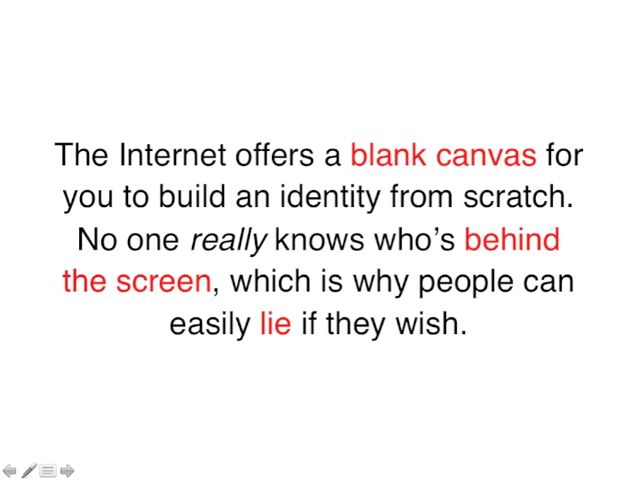 The Internet offers a blank canvas for
you to build an identity from scratch.
No one really knows who’s behind
the screen, which is why people can
easily lie if they wish.